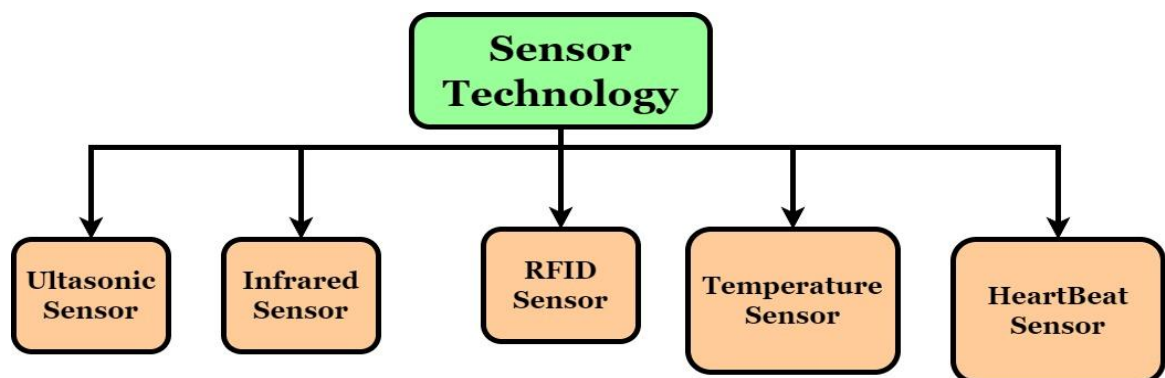 Sensor
Technology
Ultasonic
Sensor
Infrared
Sensor
RFID
Sensor
Temperature
Sensor
HeartBeat
Sensor